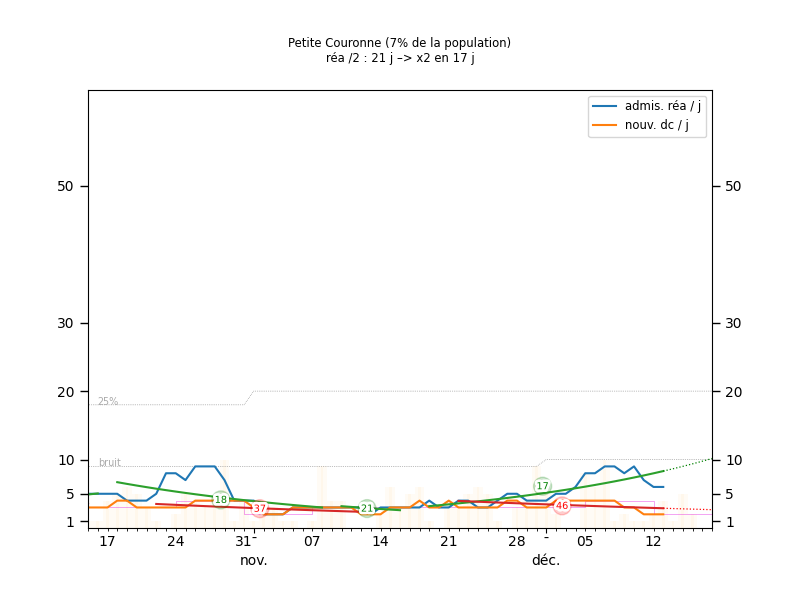 Petite Couronne (7% de la population)
réa /2 : 21 j –> x2 en 17 j
admis. réa / j
nouv. dc / j
50 50
30 30
20 20
25%
bruit
10 10
5 5
1 1
18 37 21 17 46
17 24 31 07 14 21 28 05 12
nov. déc.